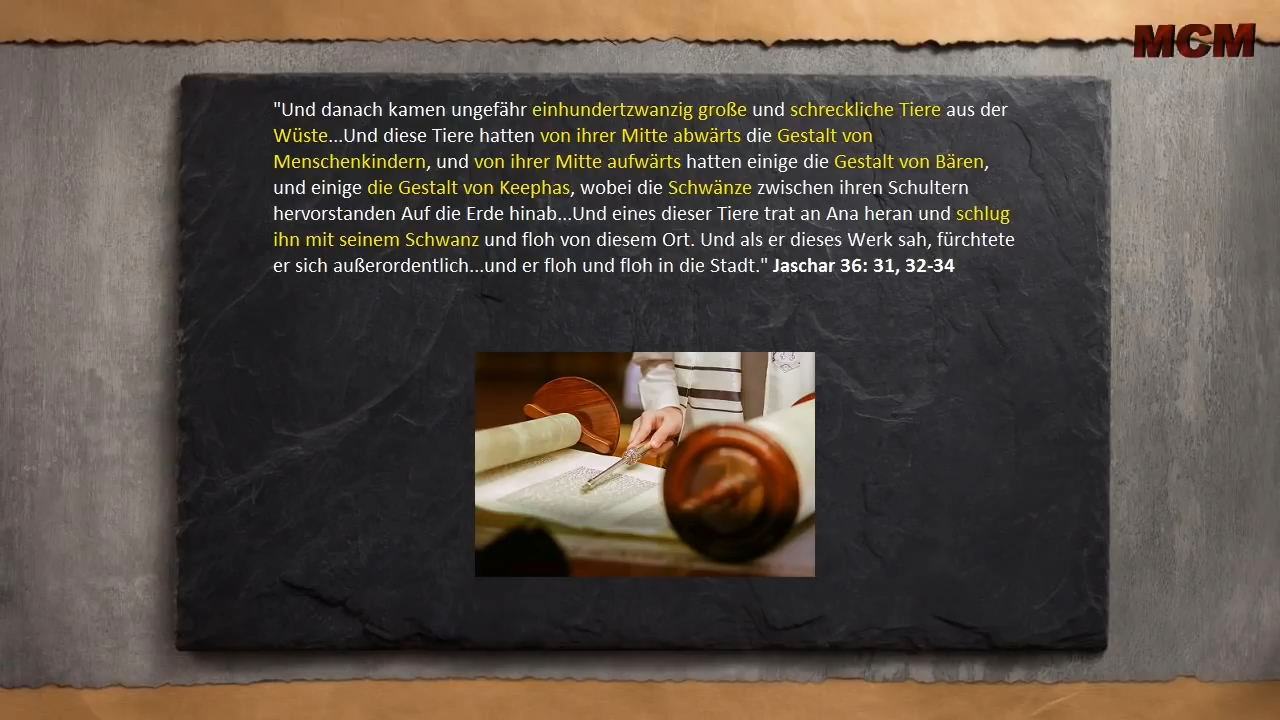 MCM
"Und danach kamen ungefähr einhundertzwanzig große und schreckliche Tiere aus der
Wüste...Und diese Tiere hatten von ihrer Mitte abwärts die Gestalt von
Menschenkindern, und von ihrer Mitte aufwärts hatten einige die Gestalt von Bären,
und einige die Gestalt von Keephas, wobei die Schwänze zwischen ihren Schultern
hervorstanden Auf die Erde hinab...Und eines dieser Tiere trat an Ana heran und schlug
ihn mit seinem Schwanz und floh von diesem Ort. Und als er dieses Werk sah, fürchtete
er sich außerordentlich...und er floh und floh in die Stadt." Jaschar 36: 31, 32-34